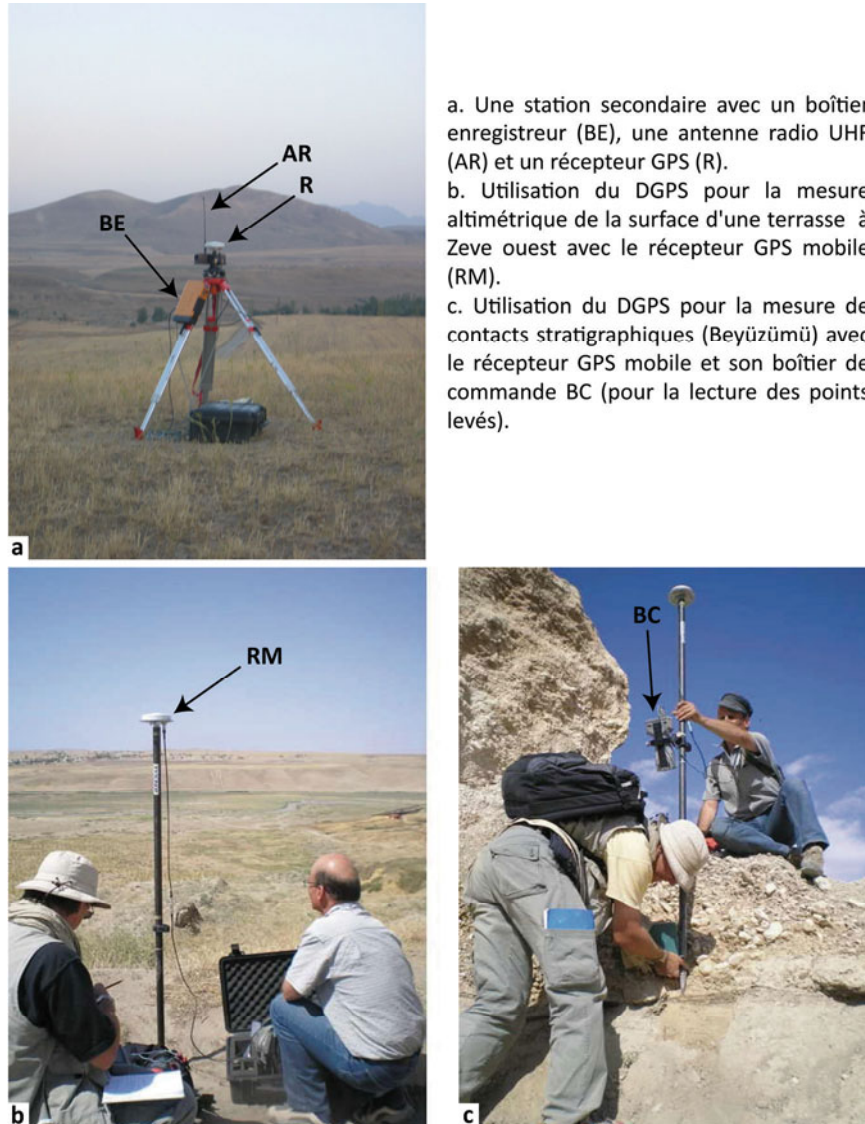 AR
R
BE
a
a. Une station secondaire avec un boîtier
enregistreur (BE), une antenne radio UHF
(AR) et un récepteur GPS (R).
b. Utilisation du DGPS pour la mesure
altimétrique de la surface d'une terrasse à
Zeve ouest avec le récepteur GPS mobile
(RM).
c. Utilisation du DGPS pour la mesure de
contacts stratigraphiques (Beyüzümü) avec
le récepteur GPS mobile et son boîtier de
commande BC (pour la lecture des points
levés).
RM
b
BC
c